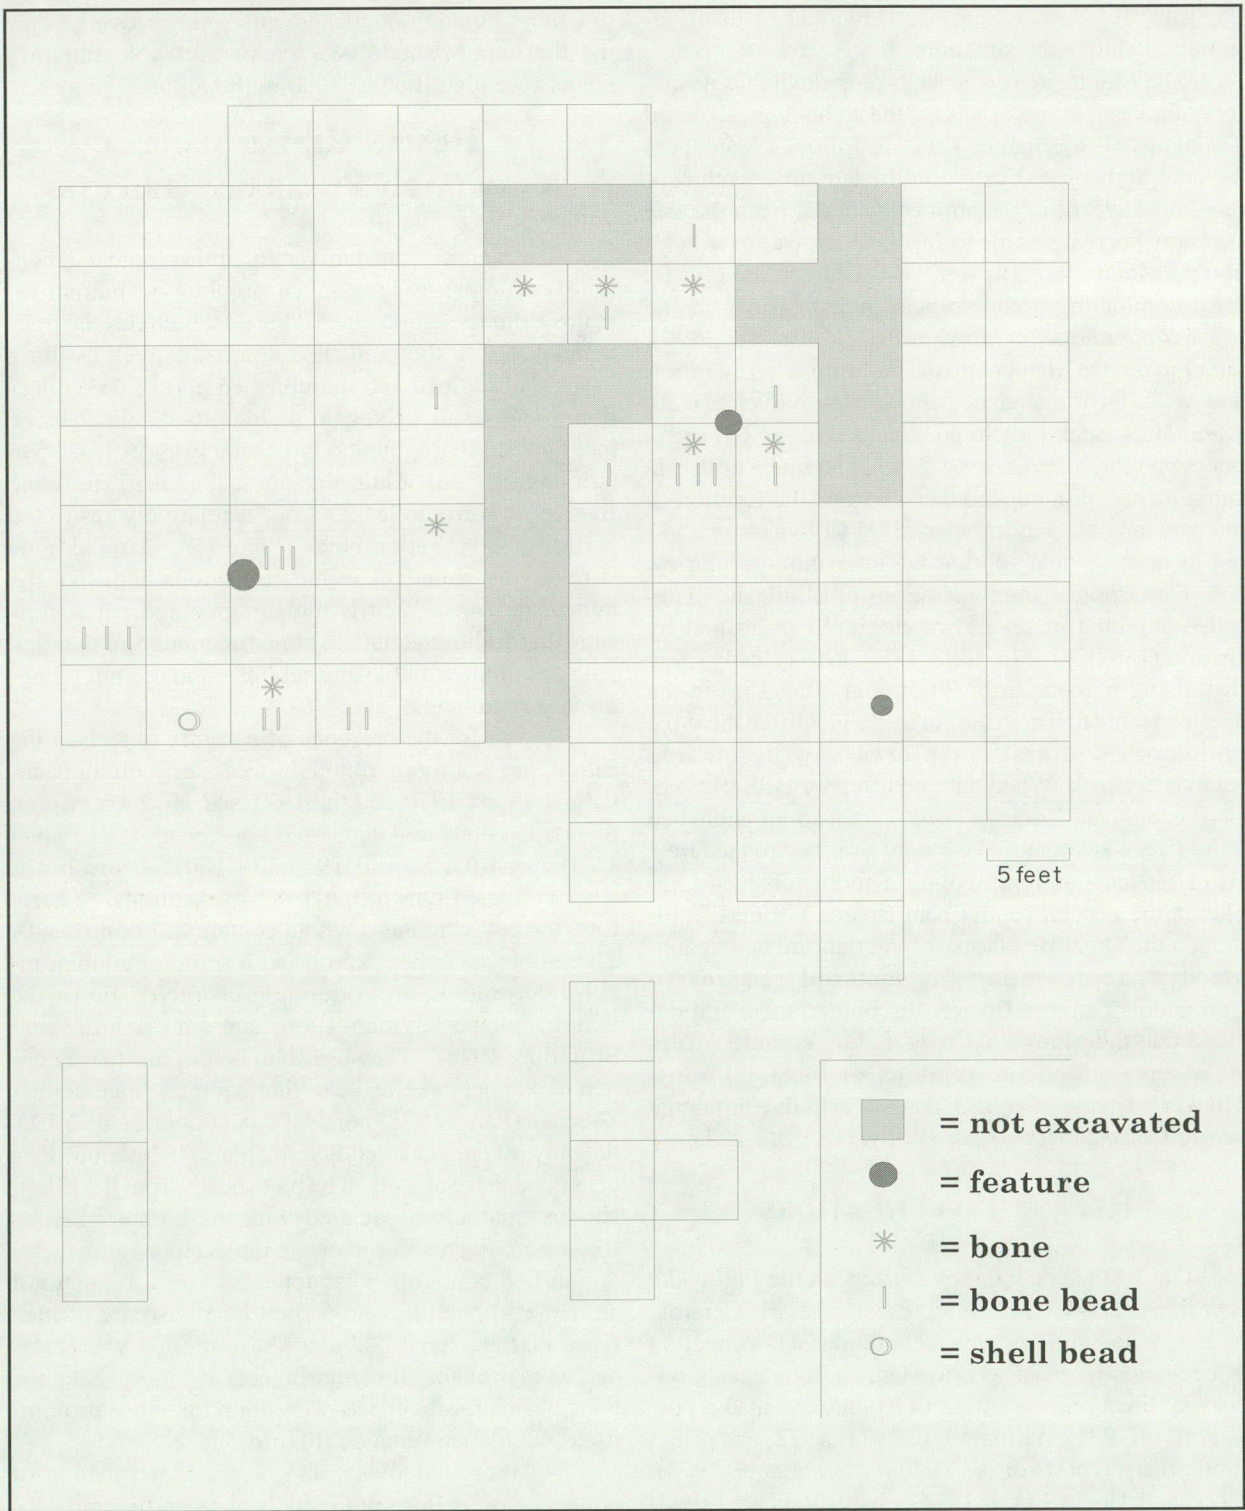 5 feet
= not excavated
= feature
= bone
= bone bead
= shell bead